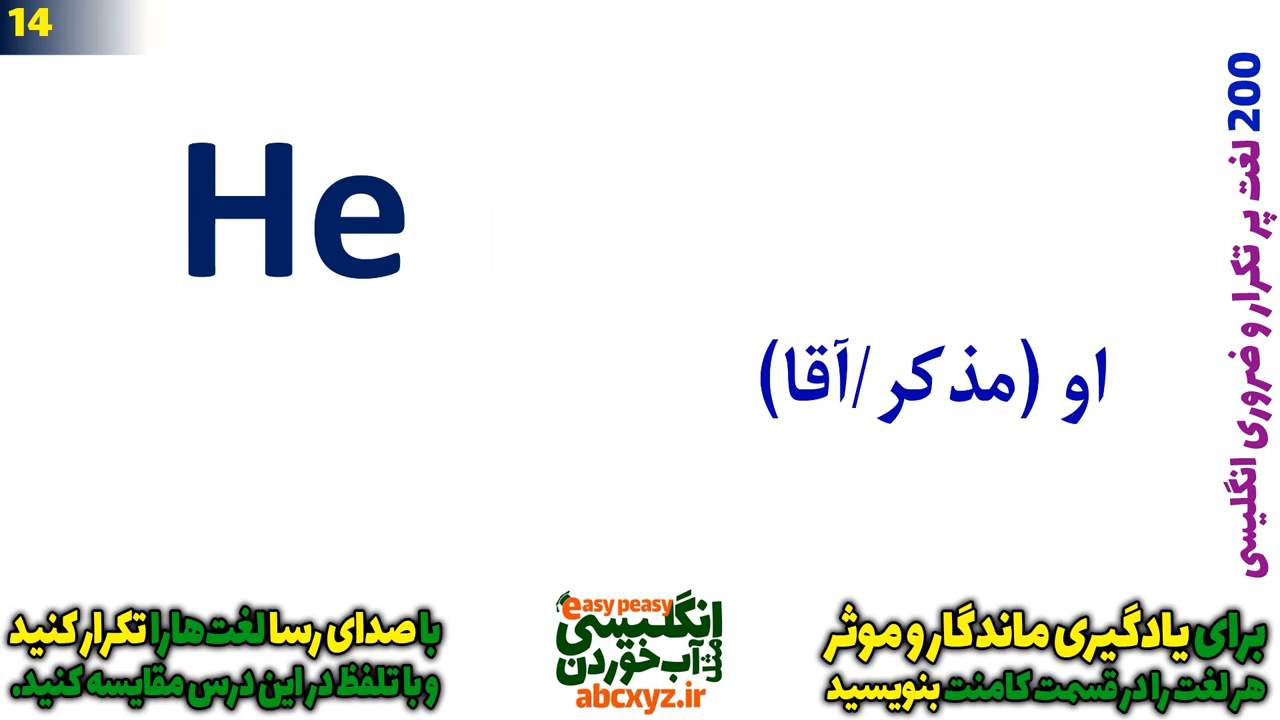 14
He
او (مذکر/آقا)
200 لغت پر تکرار و ضروری انگلیسی
برای یادگیری ماندگار و موثر
هر لغت را در قسمت کامنت بنویسید
easy peasy
انگلیسی
مثل آب خوردن
abcxyz.ir
با صدای رسا لغت‌ها را تکرار کنید
و با تلفظ در این درس مقایسه کنید.